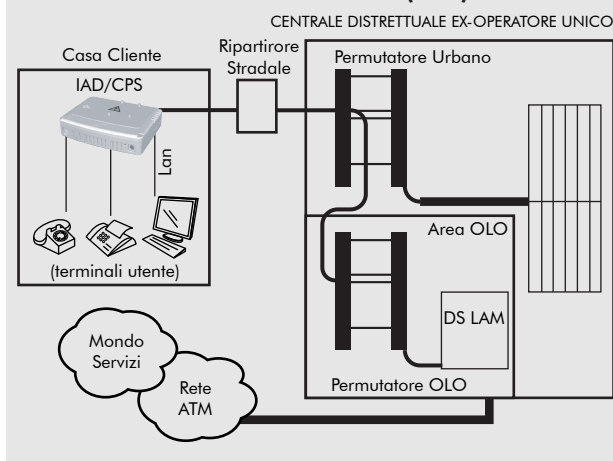 CENTRALE DISTRETTUALE EX-OPERATORE UNICO
Casa Cliente
Ripartirore
Stradale
Permutatore Urbano
IAD/CPS
Lan
(terminali utente)
Area OLO
DS LAM
Permutatore OLO
Mondo
Servizi
Rete
ATM